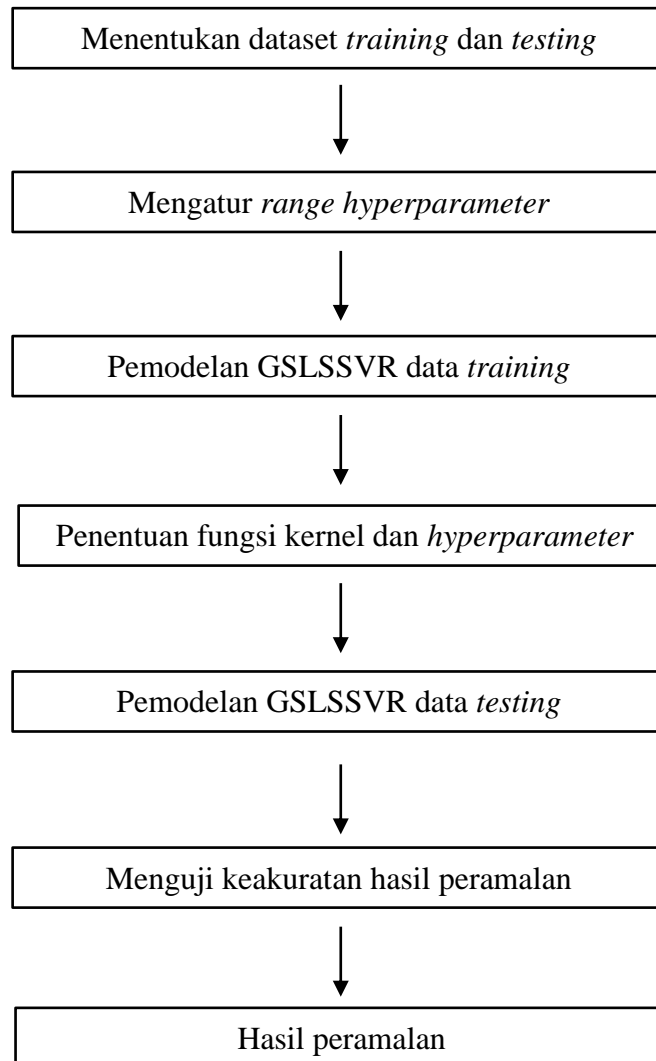 Menentukan dataset training dan testing
Mengatur range hyperparameter
Pemodelan GSLSSVR data training
Penentuan fungsi kernel dan hyperparameter
Pemodelan GSLSSVR data testing
Menguji keakuratan hasil peramalan
Hasil peramalan